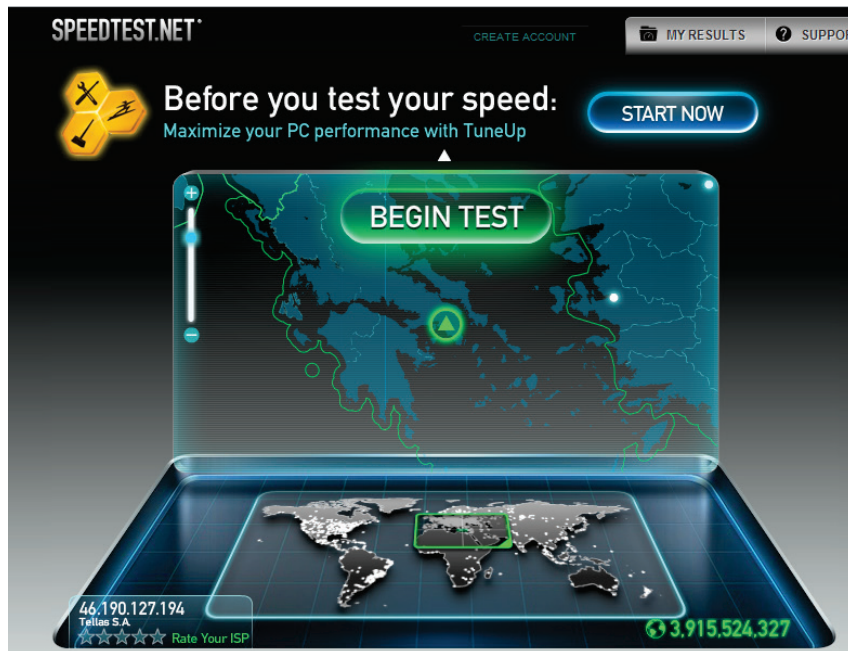 SPEEDTEST.NET®
CREATE ACCOUNT
MY RESULTS
? SUPPOR
Before you test your speed:
Maximize your PC performance with TuneUp
START NOW
BEGIN TEST
46.190.127.194
Tellas S.A.
Rate Your ISP
3,915,524,327